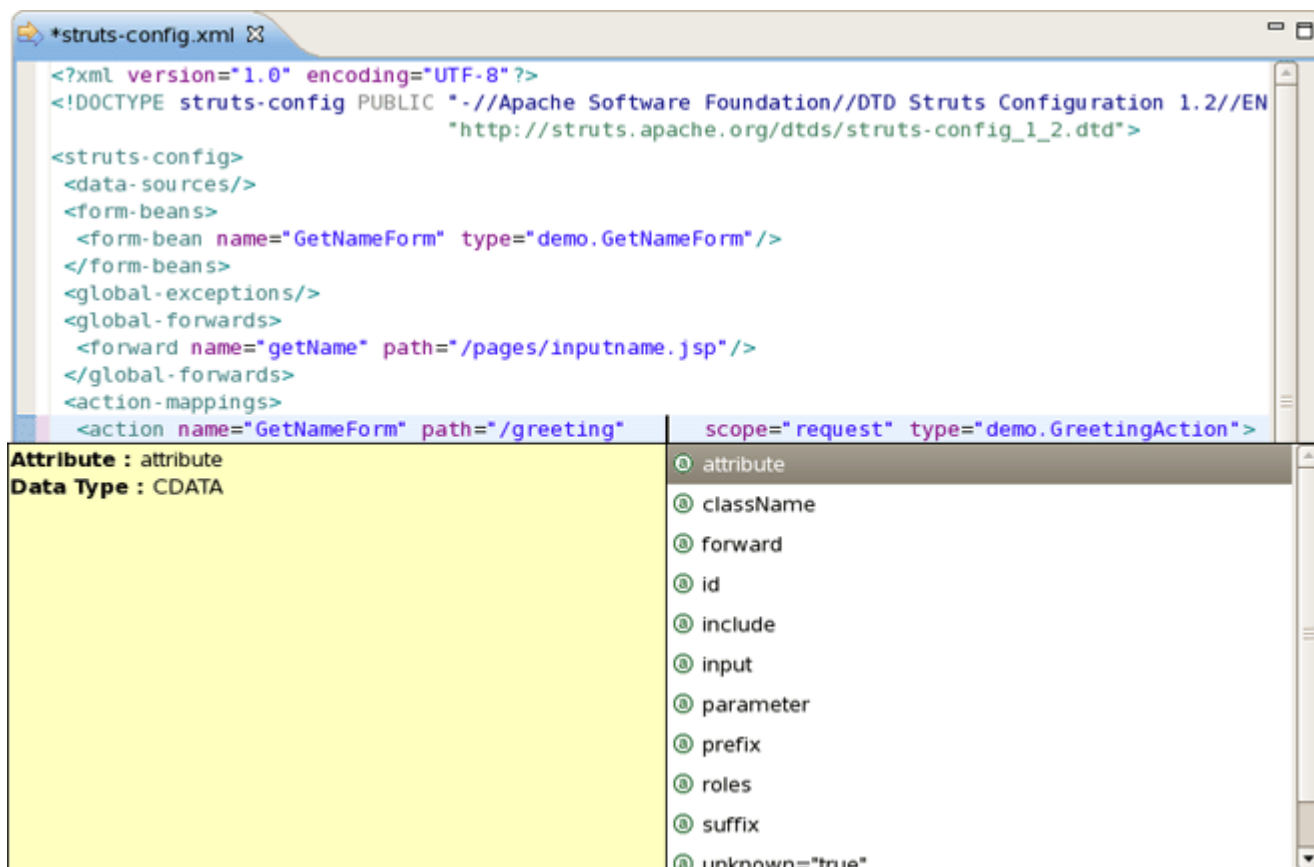 *struts-config.xml
<?xml version="1.0" encoding="UTF-8"?>
<!DOCTYPE struts-config PUBLIC "-//Apache Software Foundation//DTD Struts Configuration 1.2//EN
"http://struts.apache.org/dtds/struts-config_1_2.dtd">
<struts-config>
<data-sources/>
<form-beans>
<form-bean name="GetNameForm" type="demo.GetNameForm"/>
</form-beans>
<global-exceptions/>
<global-forwards>
<forward name="getName" path="/pages/inputname.jsp"/>
</global-forwards>
<action-mappings>
<action name="GetNameForm" path="/greeting" scope="request" type="demo.GreetingAction">
Attribute : attribute
Data Type : CDATA
attribute
className
forward
id
include
input
parameter
prefix
roles
suffix
unknown="true"